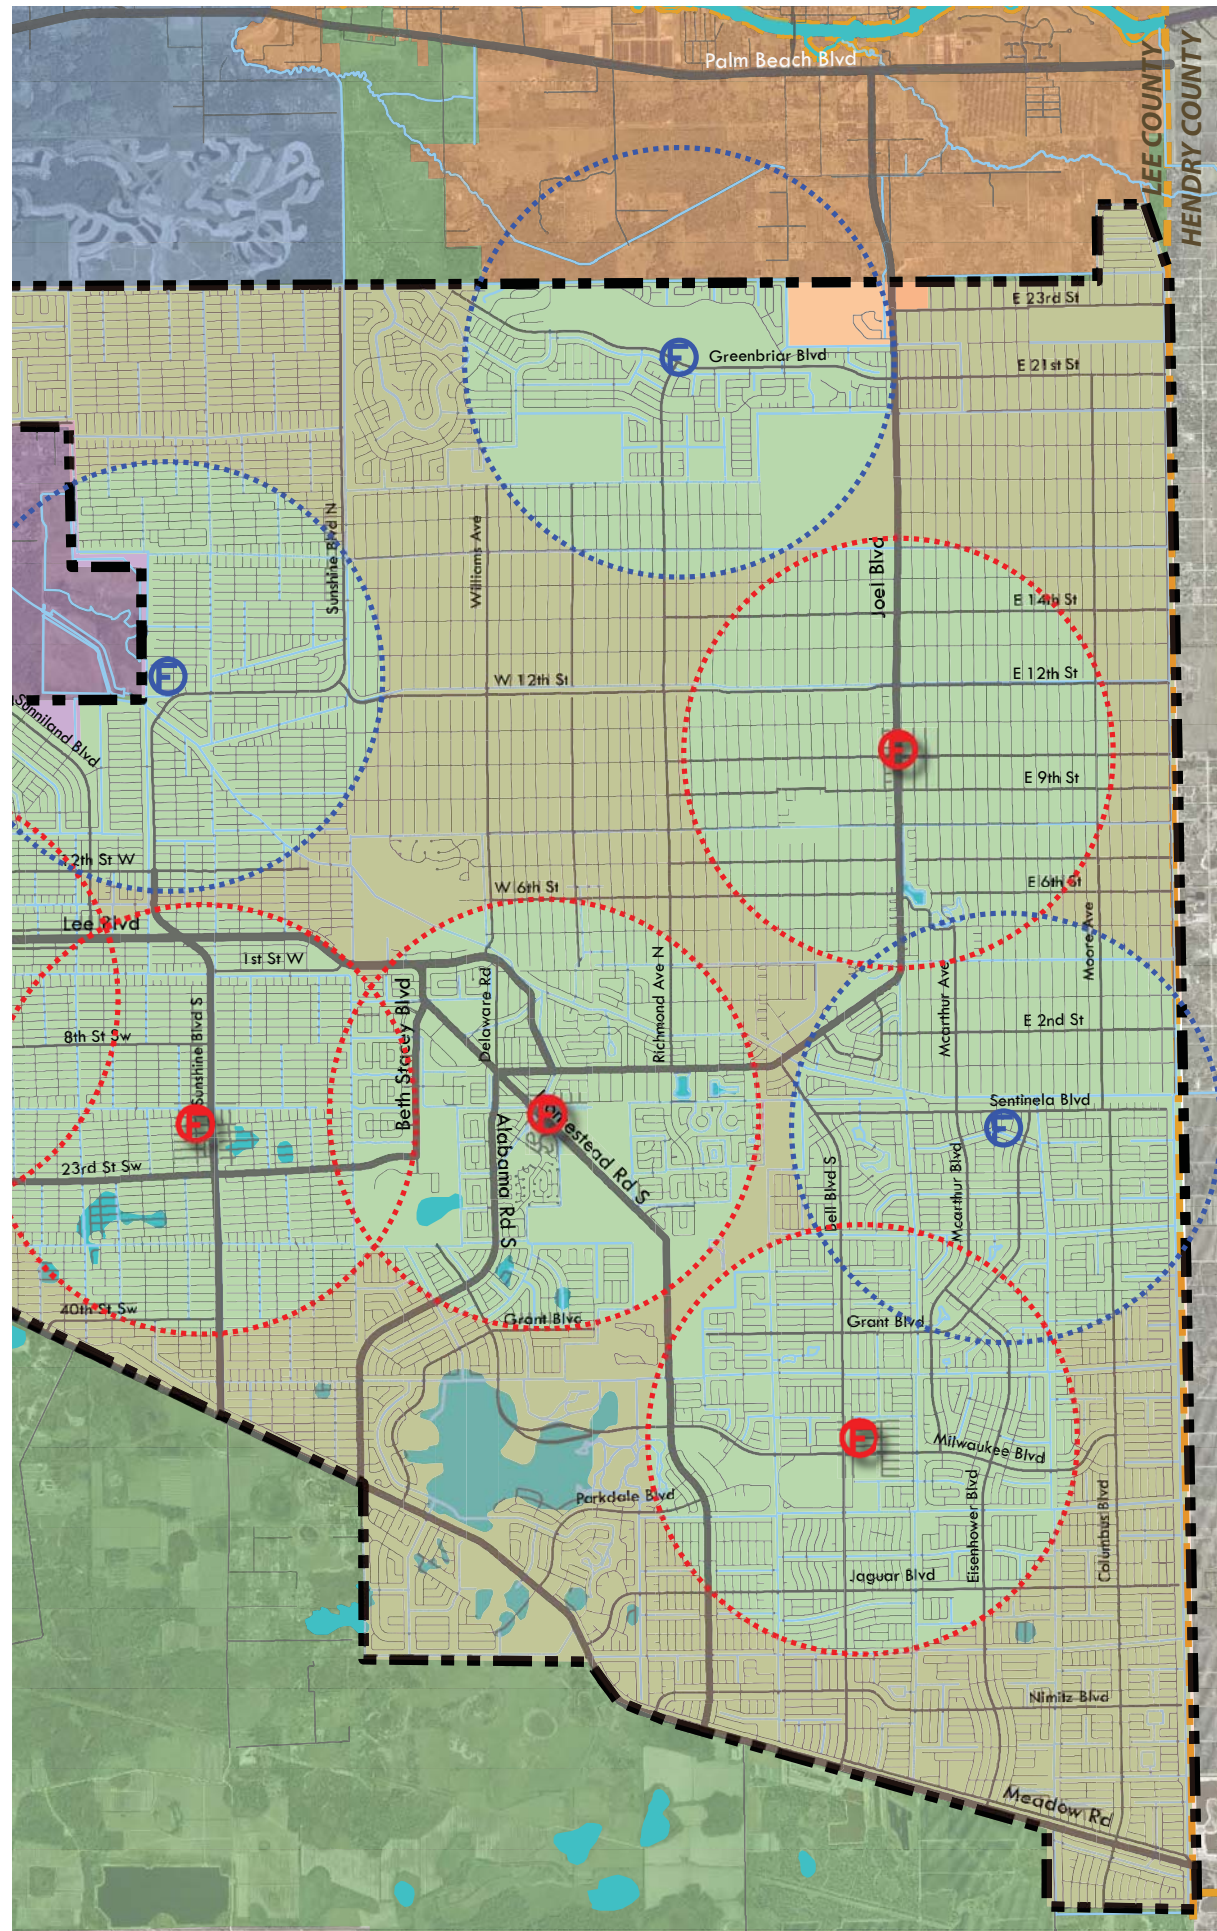 Palm Beach Blvd
LEE COUNTY
HENDRY COUNTY
E 23rd St
F
Greenbriar Blvd
E 21st St
Sunshine Blvd N
Williams Ave
Joel Blvd
E 14th St
F
W 12th St
E 12th St
Sunniland Blvd
F
E 9th St
12th St W
W 6th St
E 6th St
Lee Blvd
1st St W
Richmond Ave N
Moore Ave
Mcarthur Ave
Beth Stacey Blvd
Delaware Rd
Sunshine Blvd S
8th St Sw
E 2nd St
Sentinela Blvd
F
F
F
Homestead Rd S
Alabama Rd S
23rd St Sw
Bell Blvd S
Mcarthur Blvd
40th St Sw
Grant Blvd
Grant Blvd
F
Milwaukee Blvd
Parkdale Blvd
Eisenhower Blvd
Columbus Blvd
Jaguar Blvd
Nimitz Blvd
Meadow Rd